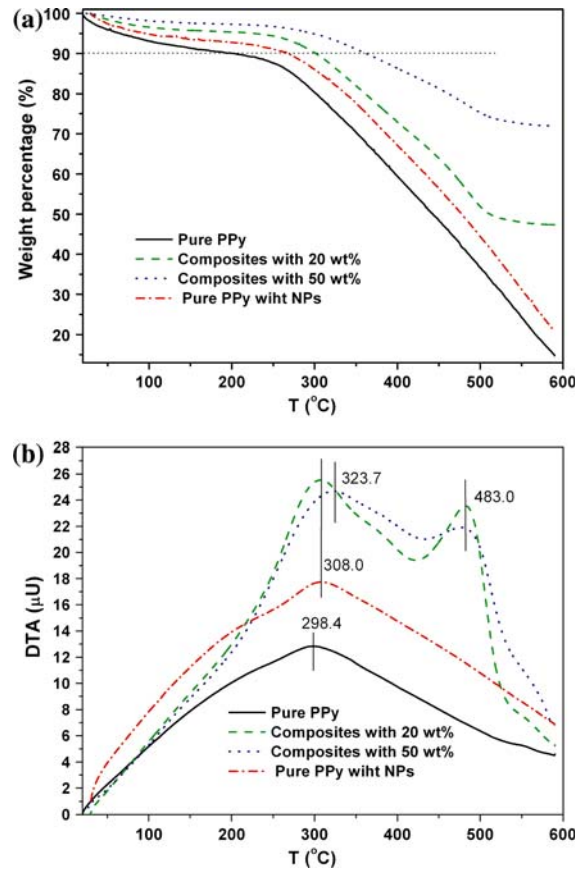 (a)
100
90
80
70
60
50
40
30
20
Weight percentage (%)
Pure PPy
Composites with 20 wt%
Composites with 50 wt%
Pure PPy wiht NPs
100 200 300 400 500 600
T (°C)
(b)
28
26
24
22
20
18
16
14
12
10
8
6
4
2
0
DTA (μU)
323.7
483.0
308.0
298.4
Pure PPy
Composites with 20 wt%
Composites with 50 wt%
Pure PPy wiht NPs
100 200 300 400 500 600
T (°C)